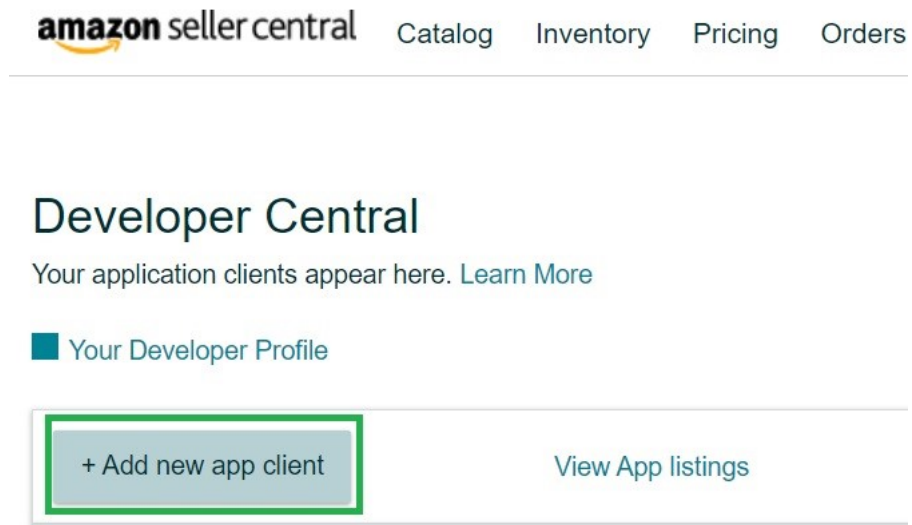 amazon seller central Catalog Inventory Pricing Orders
Developer Central
Your application clients appear here. Learn More
Your Developer Profile
+ Add new app client View App listings